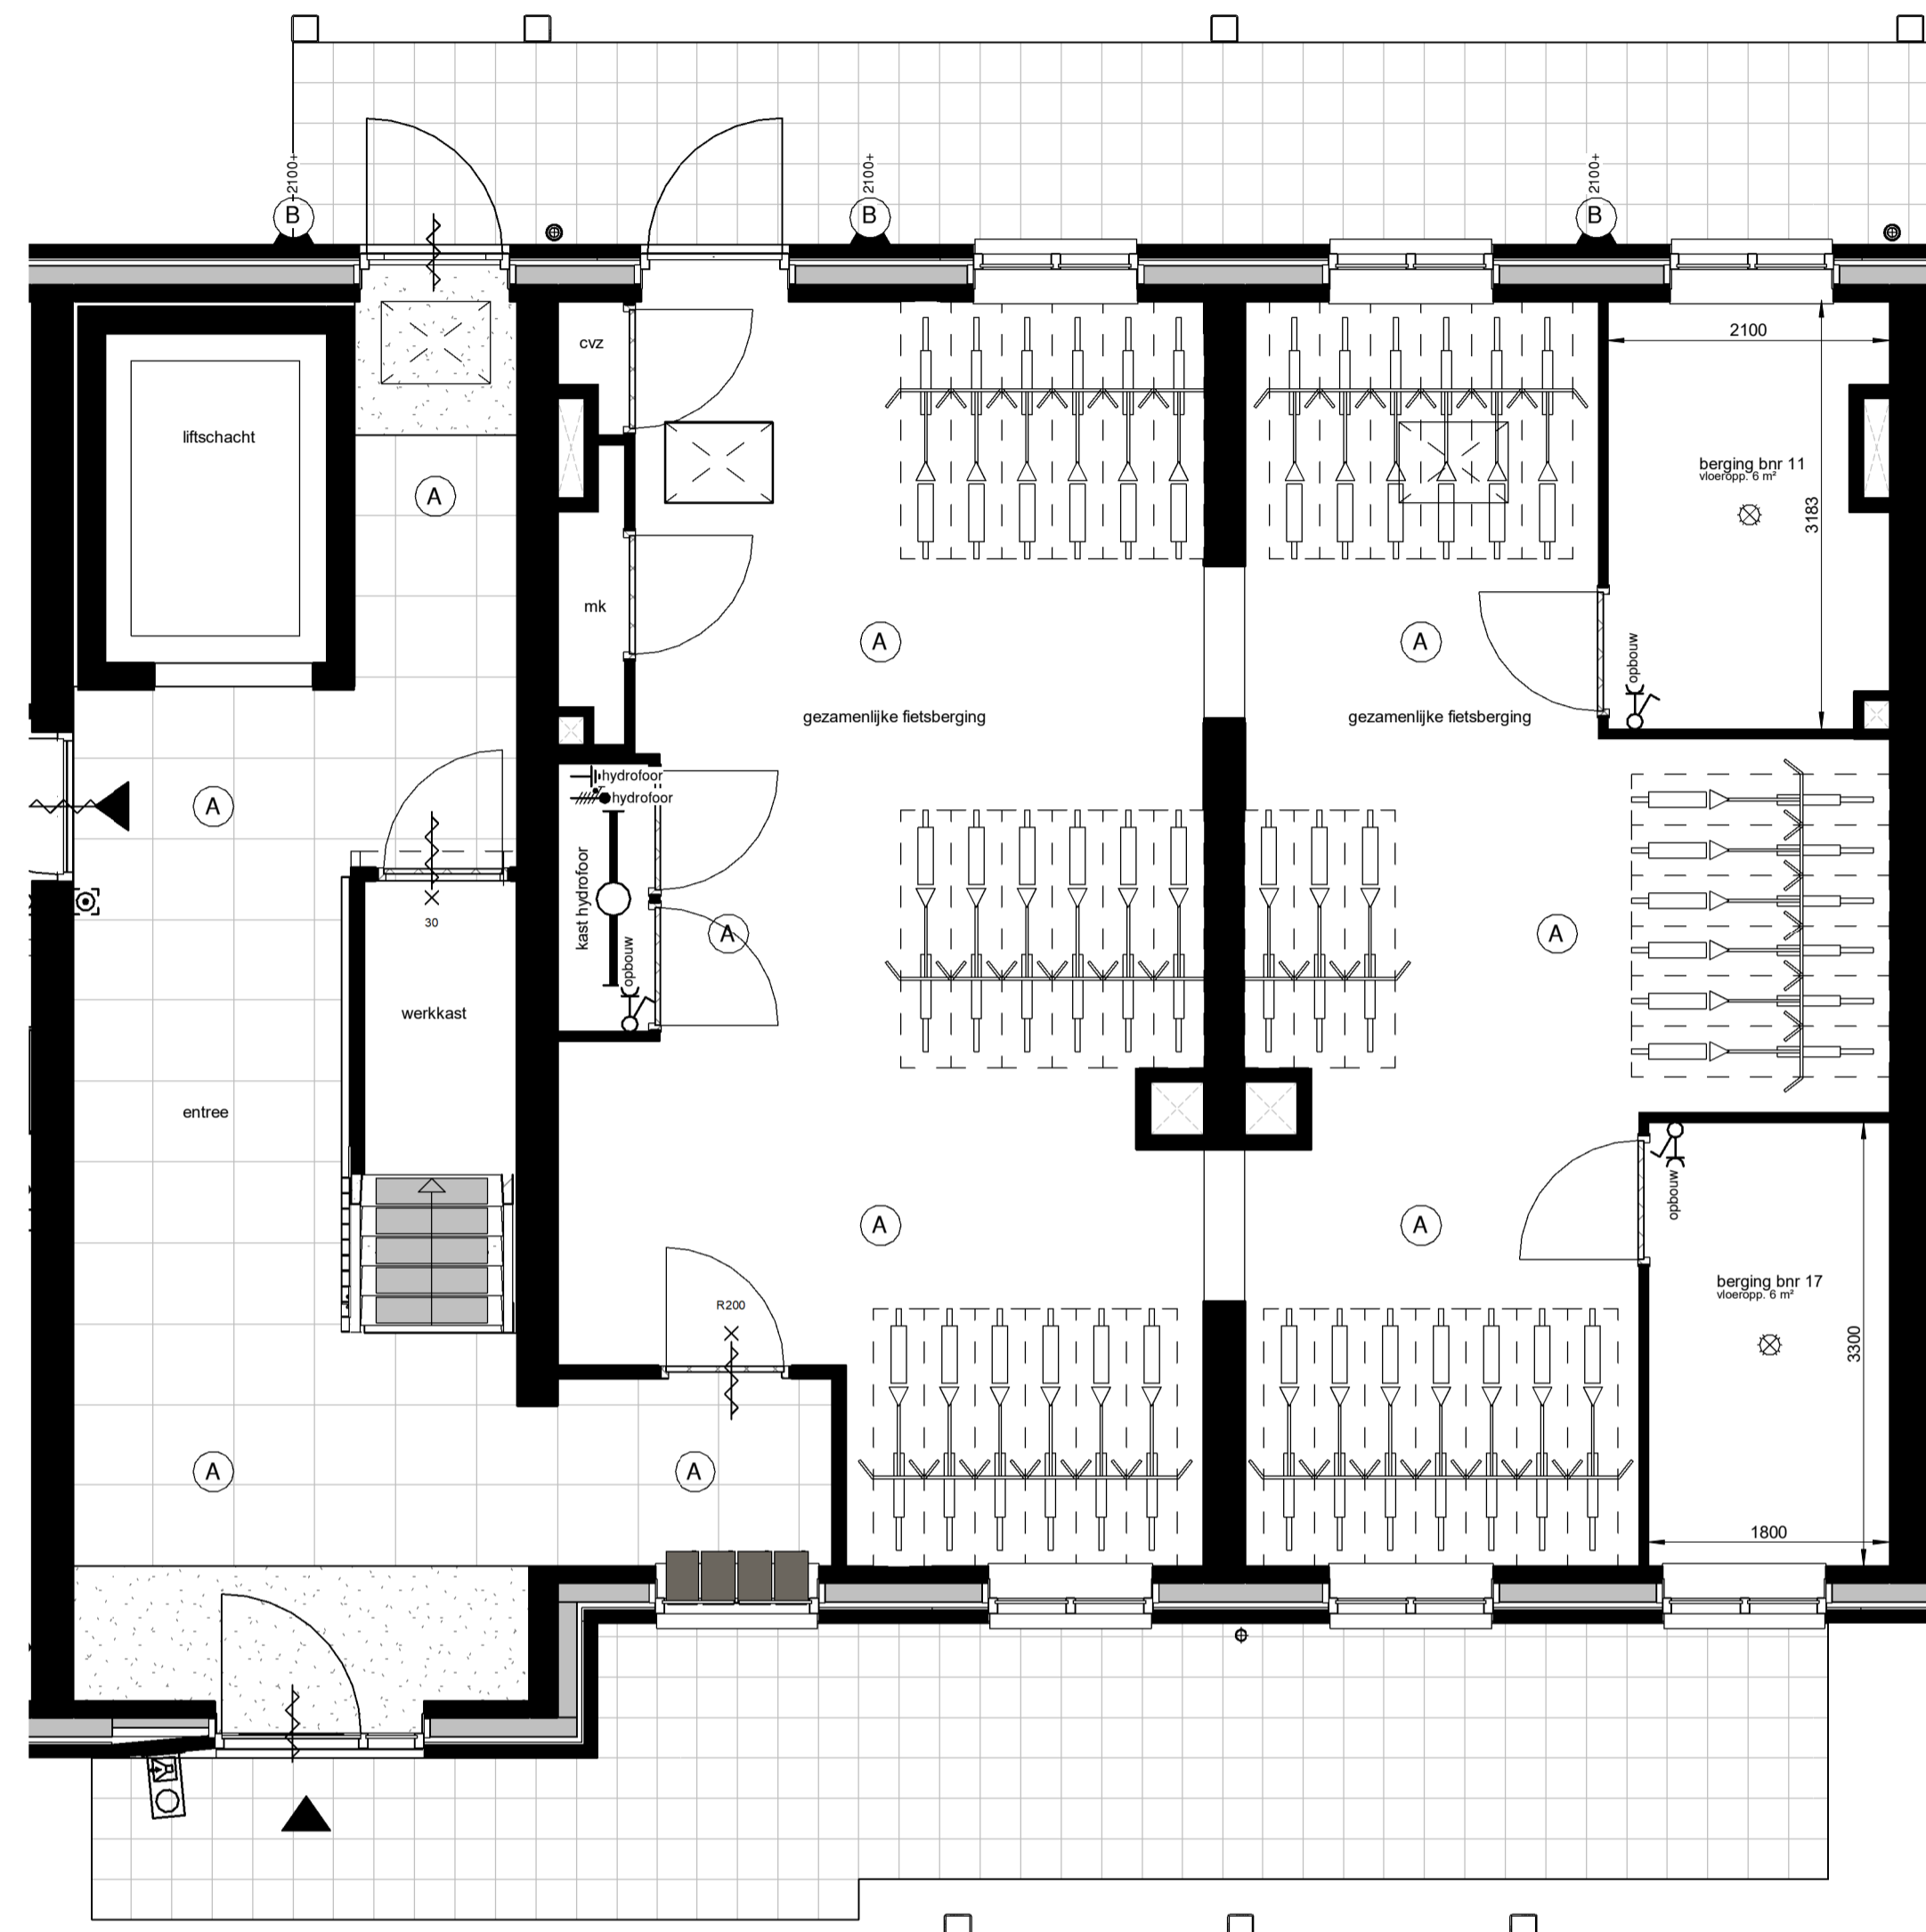 2100+
2100+
2100+
B
B
B
cvz
2100
liftschacht
berging bnr 11
vloeropp. 6 m²
A
3183
mk
A
A
opbouw
gezamenlijke fietsberging
gezamenlijke fietsberging
hydrofoor
hydrofoor
A
kast hydrofoor
30
A
A
opbouw
werkkast
entree
opbouw
A
A
berging bnr 17
vloeropp. 6 m²
R200
3300
A
A
1800